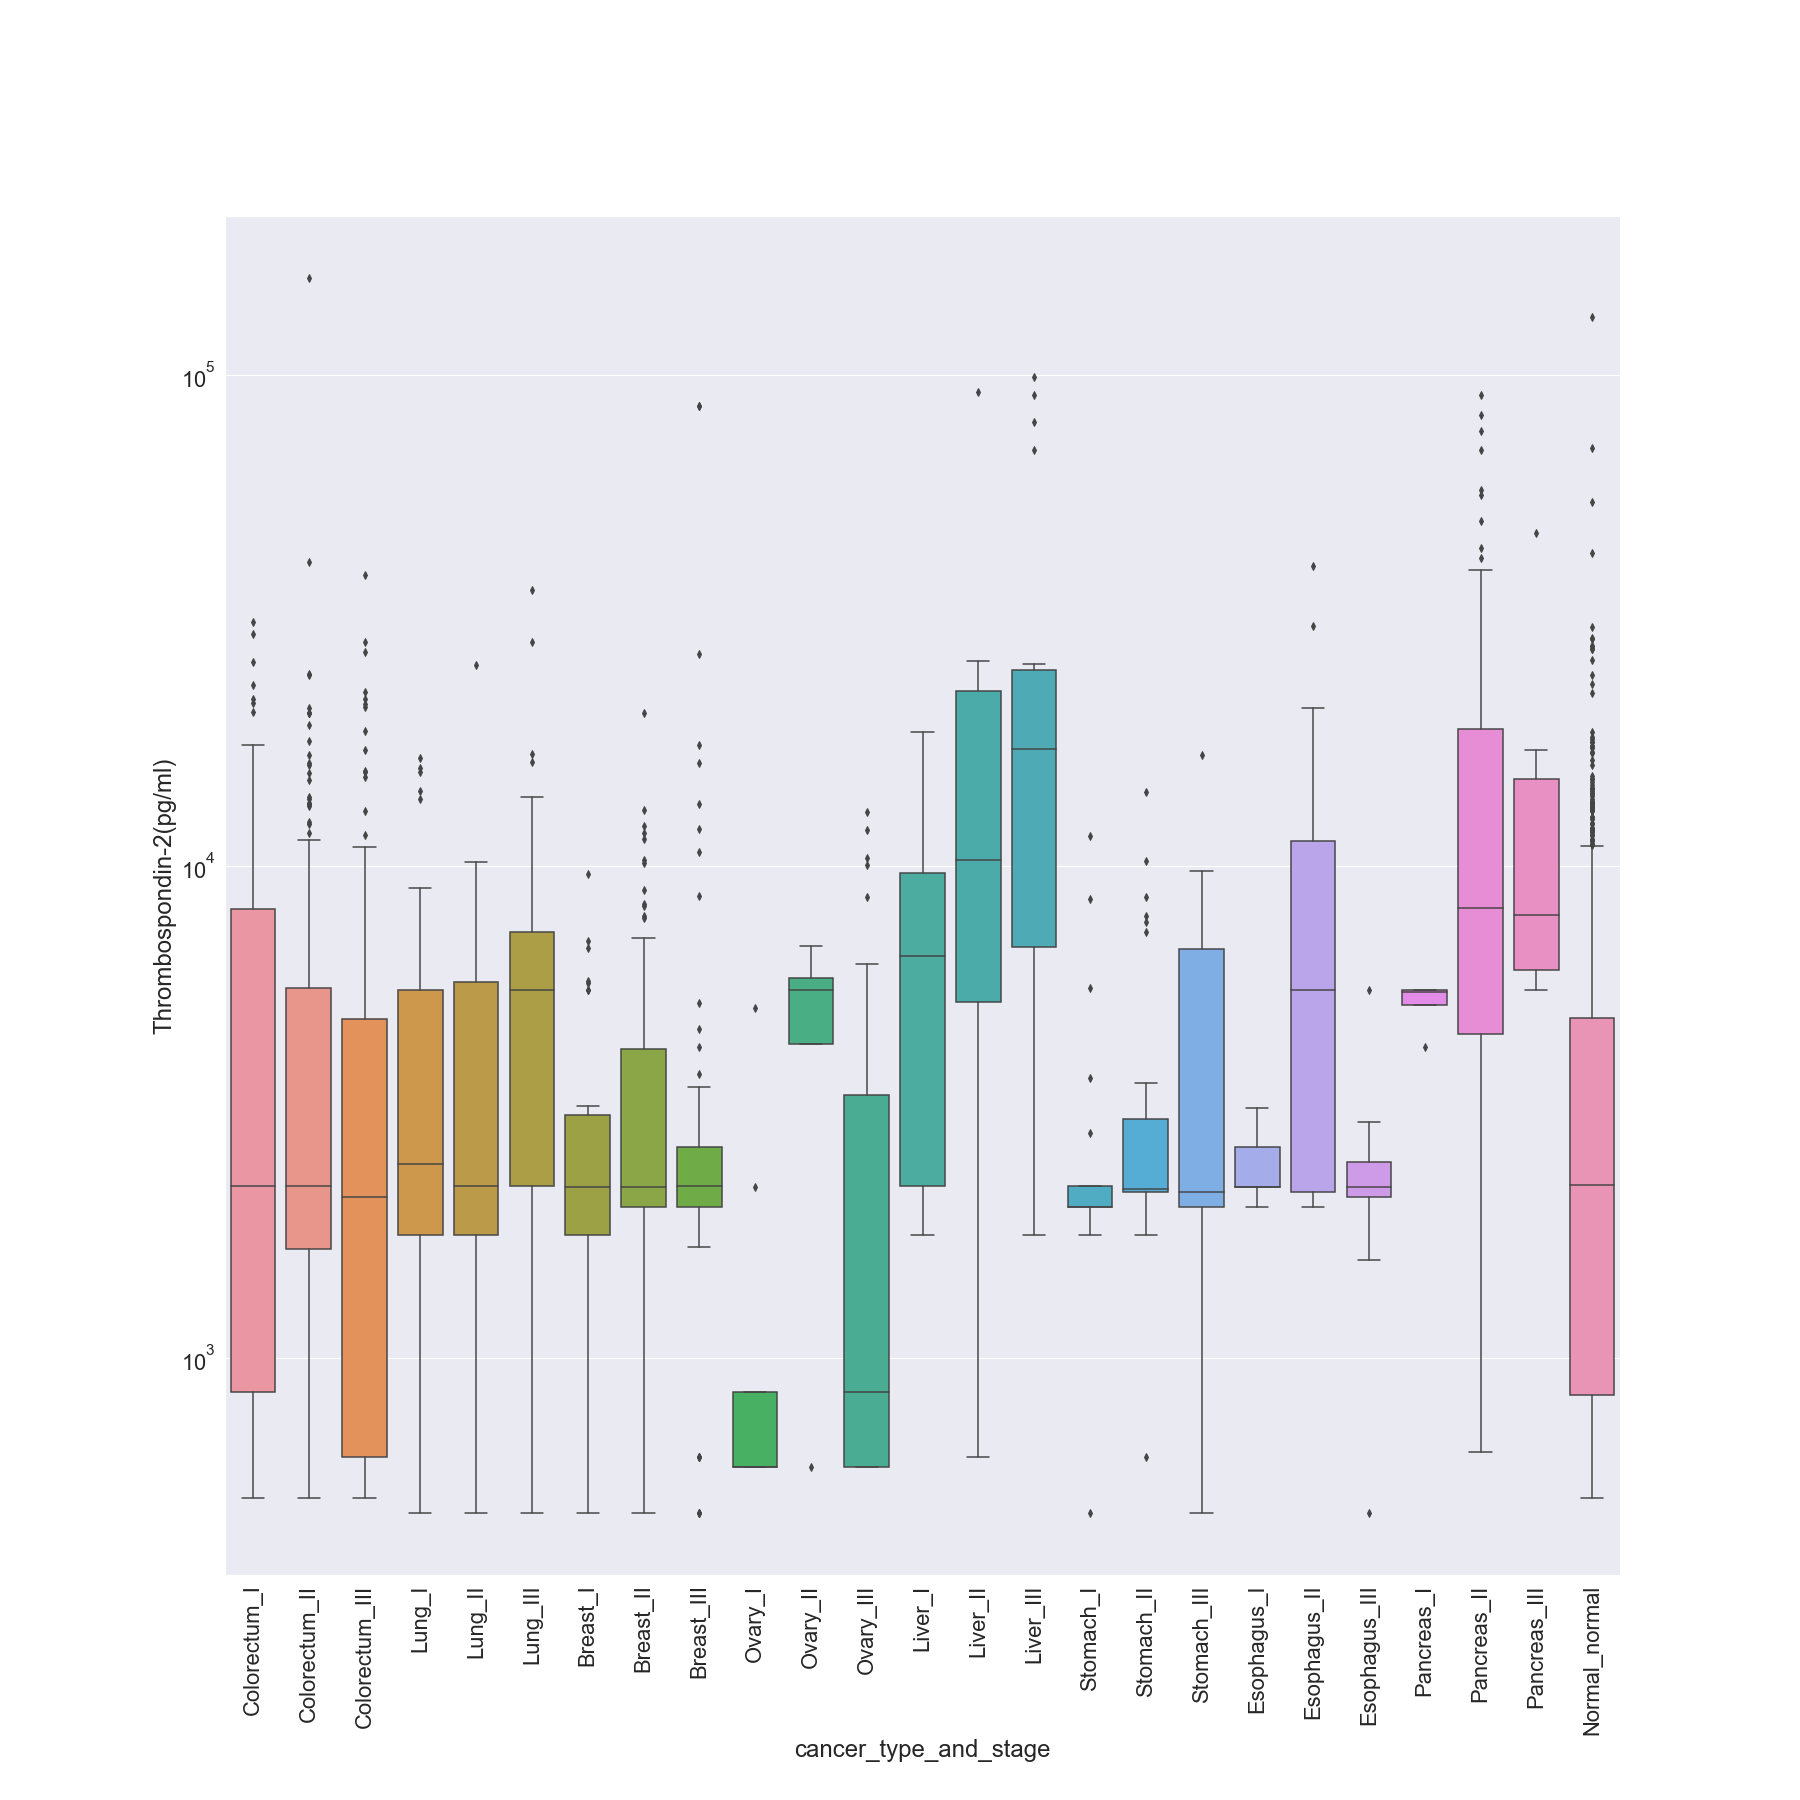 Thrombospondin-2(pg/ml)
10^5
10^4
10^3
Colorectum_I
Colorectum_II
Colorectum_III
Lung_I
Lung_II
Lung_III
Breast_I
Breast_II
Breast_III
Ovary_I
Ovary_II
Ovary_III
Liver_I
Liver_II
Liver_III
Stomach_I
Stomach_II
Stomach_III
Esophagus_I
Esophagus_II
Esophagus_III
Pancreas_I
Pancreas_II
Pancreas_III
Normal_normal
cancer_type_and_stage